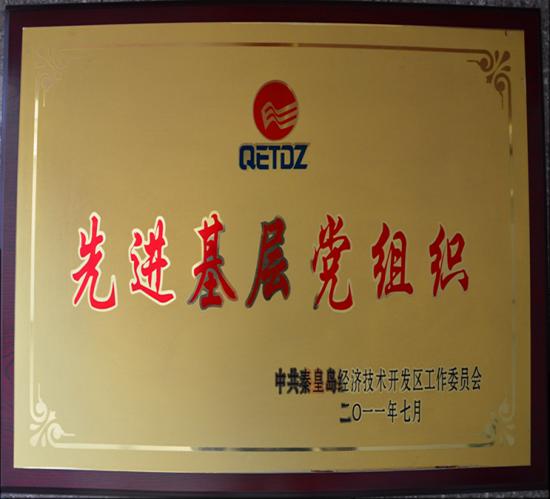 QETDZ
先进基层党组织
中共秦皇岛经济技术开发区工作委员会
二〇一一年七月